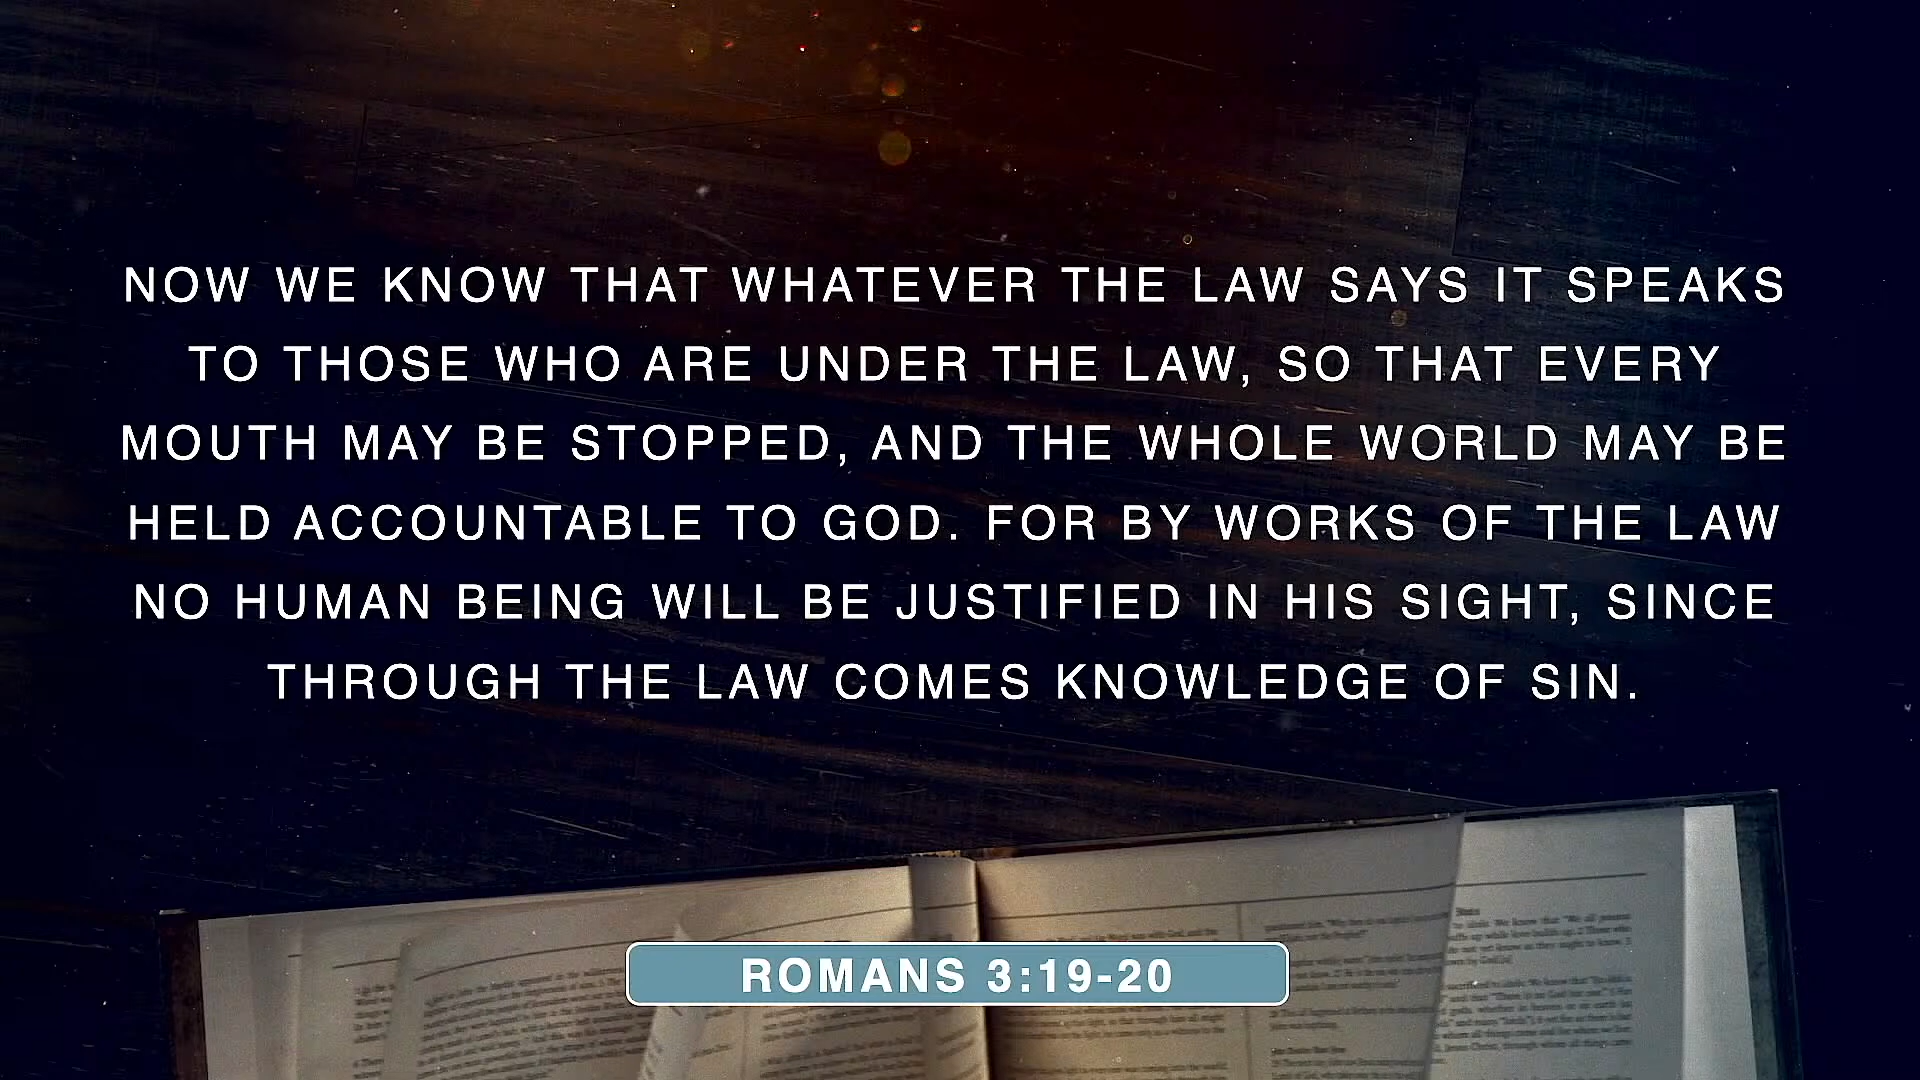 NOW WE KNOW THAT WHATEVER THE LAW SAYS IT SPEAKS
TO THOSE WHO ARE UNDER THE LAW, SO THAT EVERY
MOUTH MAY BE STOPPED, AND THE WHOLE WORLD MAY BE
HELD ACCOUNTABLE TO GOD. FOR BY WORKS OF THE LAW
NO HUMAN BEING WILL BE JUSTIFIED IN HIS SIGHT, SINCE
THROUGH THE LAW COMES KNOWLEDGE OF SIN.
ROMANS 3:19-20